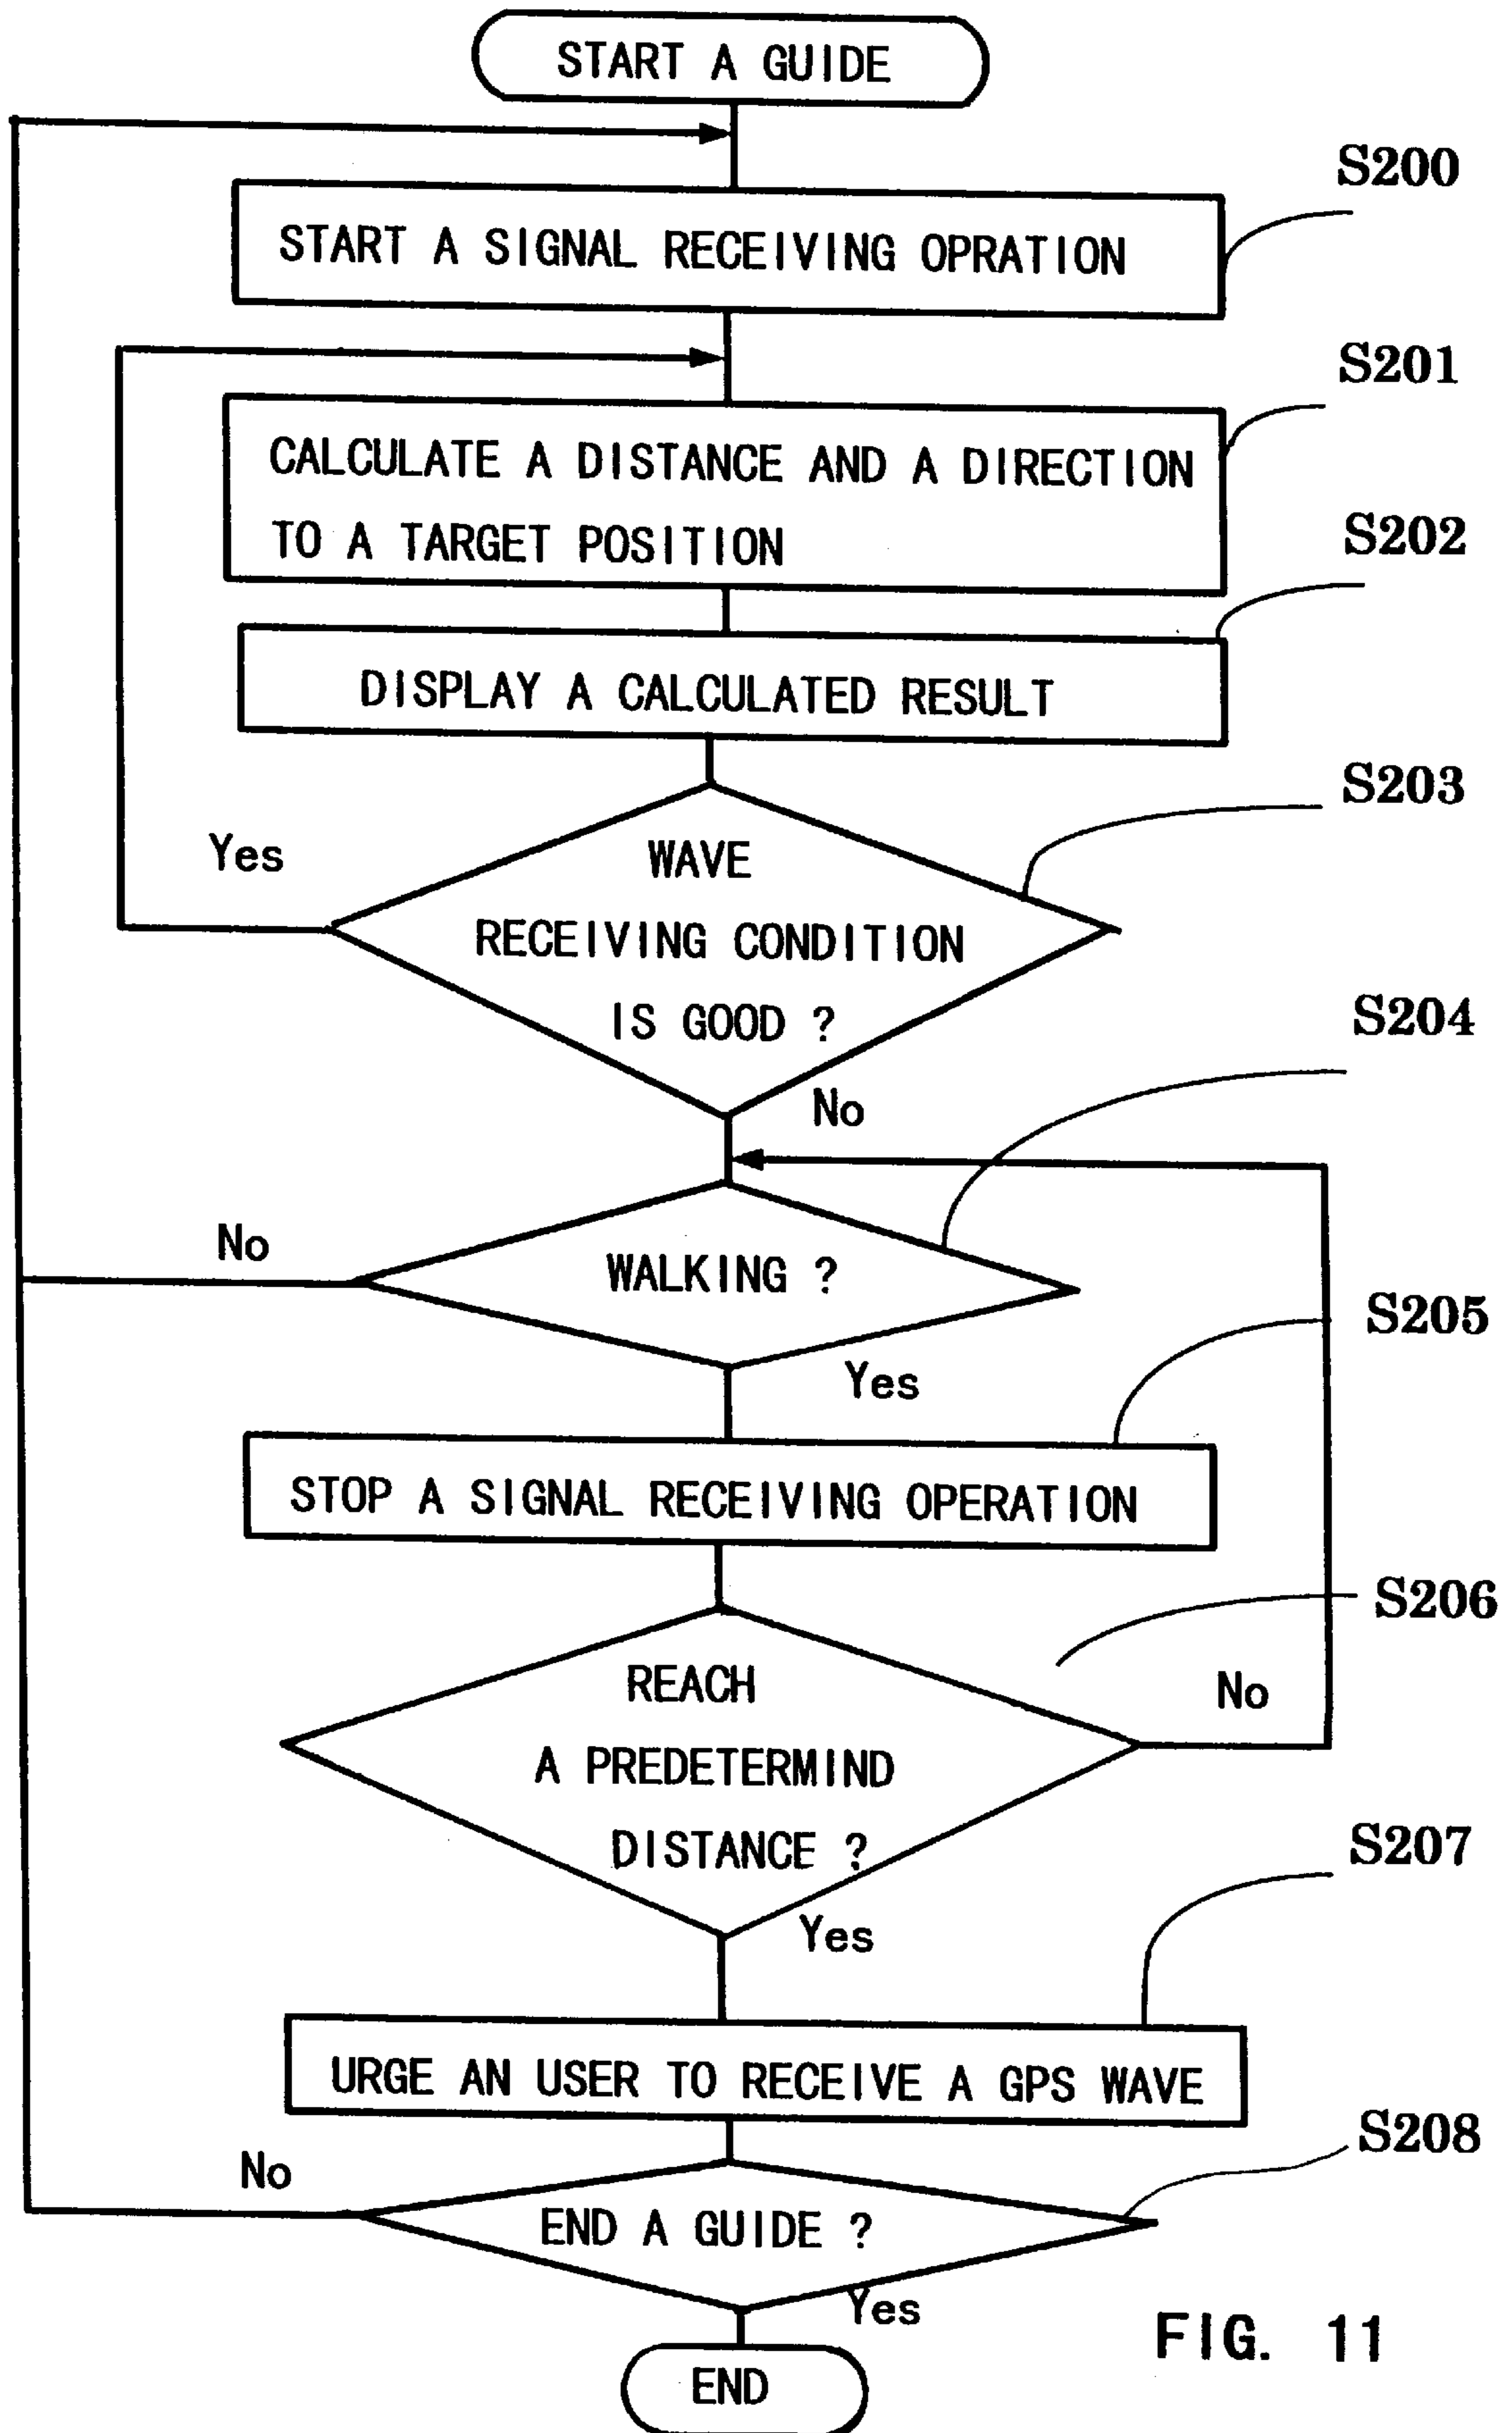 START A GUIDE
S200
START A SIGNAL RECEIVING OPRATION
S201
CALCULATE A DISTANCE AND A DIRECTION
TO A TARGET POSITION
S202
DISPLAY A CALCULATED RESULT
S203
Yes
WAVE
RECEIVING CONDITION
IS GOOD ?
S204
No
No
WALKING ?
S205
Yes
STOP A SIGNAL RECEIVING OPERATION
S206
REACH
No
A PREDETERMIND
DISTANCE ?
S207
Yes
URGE AN USER TO RECEIVE A GPS WAVE
S208
No
END A GUIDE ?
Yes
FIG. 11
END